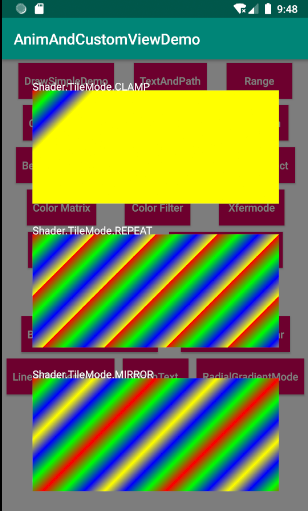 9:48
AnimAndCustomViewDemo
DrawSimpleDemo TextAndPath Range
Shader.TileMode.CLAMP
Color Matrix Color Filter Xfermode
Shader.TileMode.REPEAT
Shader.TileMode.MIRROR
RadialGradientMode